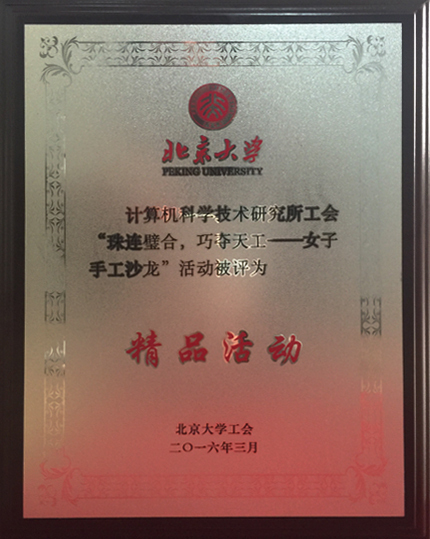 北京大学
PEKING UNIVERSITY
计算机科学技术研究所工会
“珠连璧合，巧夺天工——女子
手工沙龙”活动被评为
精品活动
北京大学工会
二〇一六年三月